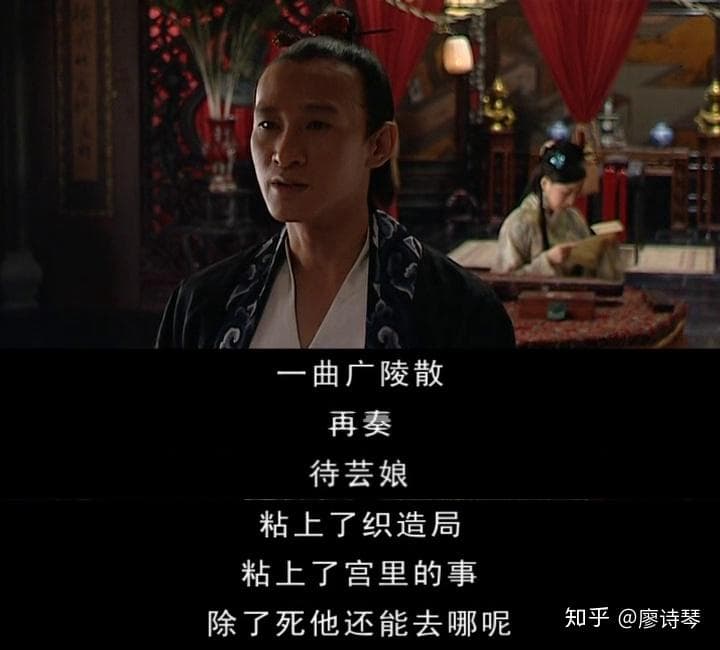 一曲广陵散
再奏
待芸娘
粘上了织造局
粘上了宫里的事
除了死他还能去哪呢
知乎 @廖诗琴